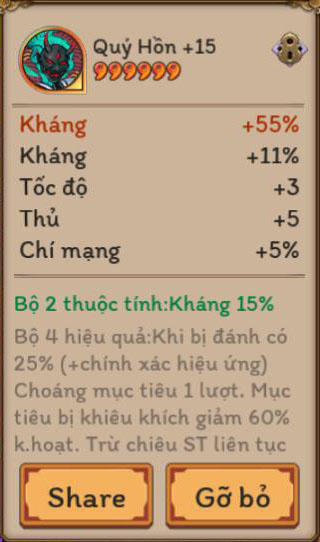 Quỷ Hồn +15
Kháng +55%
Kháng +11%
Tốc độ +3
Thủ +5
Chí mạng +5%
Bộ 2 thuộc tính:Kháng 15%
Bộ 4 hiệu quả:Khi bị đánh có
25% (+chính xác hiệu ứng)
Choáng mục tiêu 1 lượt. Mục
tiêu bị khiêu khích giảm 60%
k.hoạt. Trừ chiêu ST liên tục
Share Gỡ bỏ